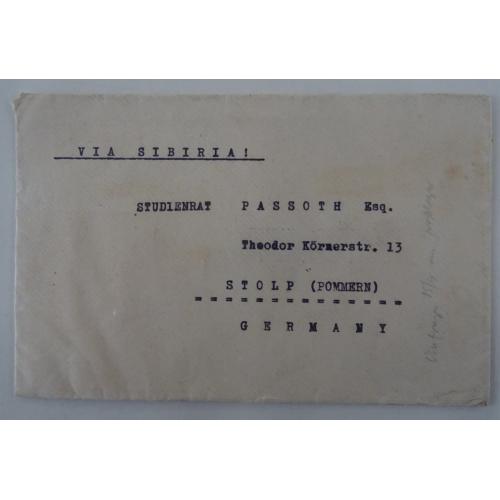 VIA SIBIRIA!
STUDIENRAT PASSOTH Esq.
Theodor Körnerstr. 13
STOLP (POMMERN)
GERMANY